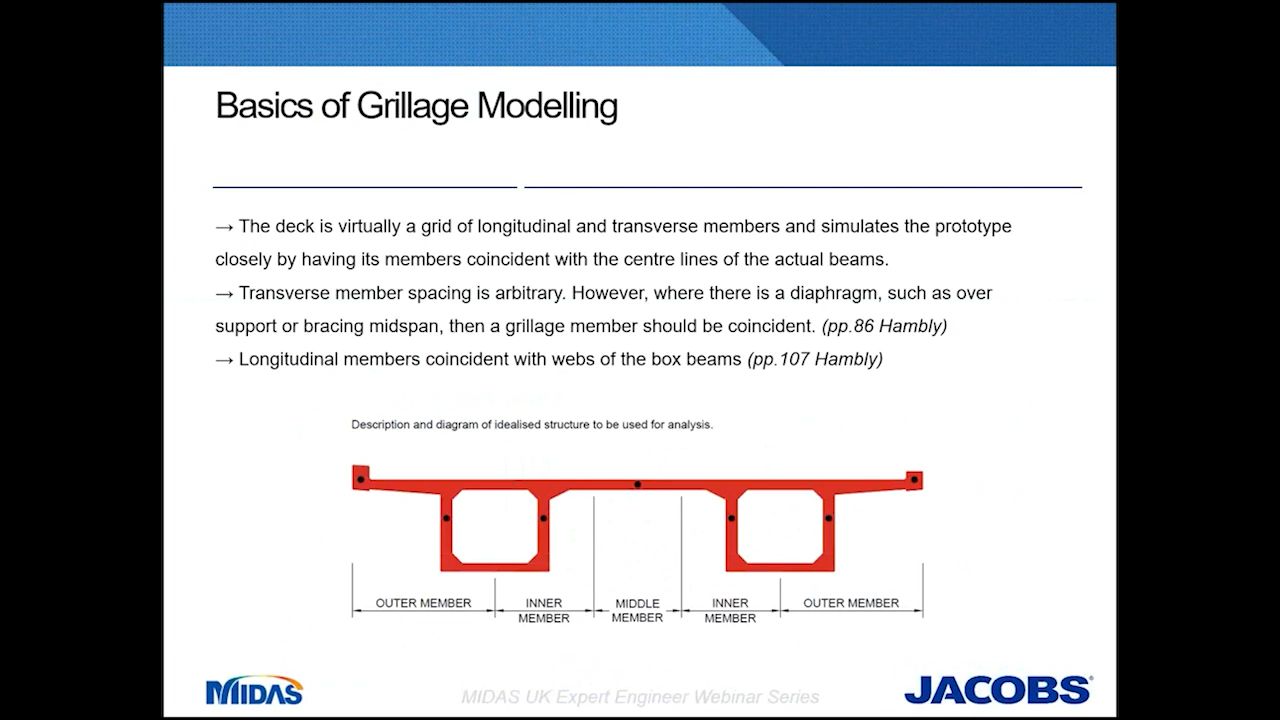 Basics of Grillage Modelling
→ The deck is virtually a grid of longitudinal and transverse members and simulates the prototype
closely by having its members coincident with the centre lines of the actual beams.
→ Transverse member spacing is arbitrary. However, where there is a diaphragm, such as over
support or bracing midspan, then a grillage member should be coincident. (pp.86 Hambly)
→ Longitudinal members coincident with webs of the box beams (pp.107 Hambly)
Description and diagram of idealised structure to be used for analysis.
OUTER MEMBER
INNER
MEMBER
MIDDLE
MEMBER
INNER
MEMBER
OUTER MEMBER
MIDAS
MIDAS UK Expert Engineer Webinar Series
JACOBS®